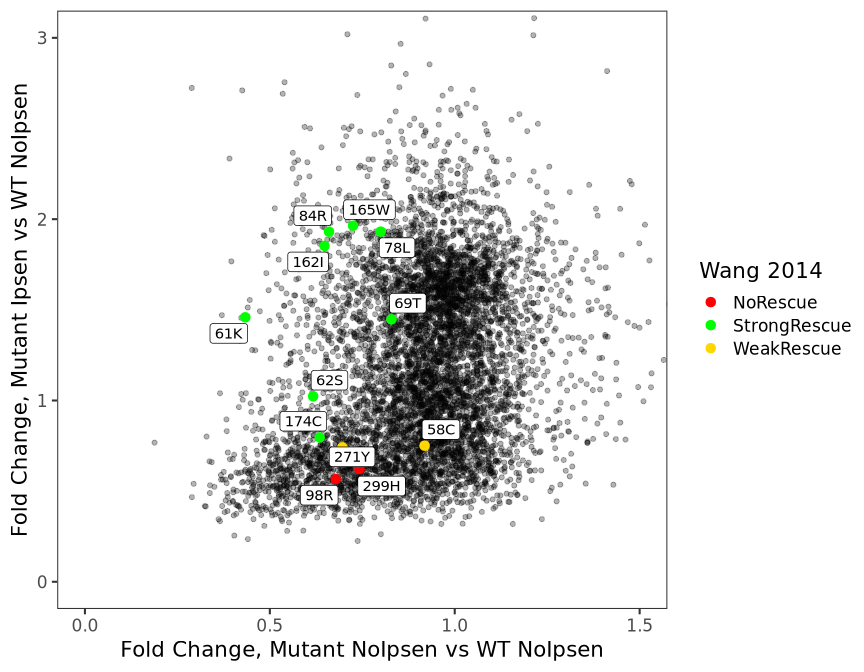 Fold Change, Mutant Ipsen vs WT NoIpsen
3
2
1
0
165W
84R
78L
162I
69T
61K
62S
174C
58C
271Y
299H
98R
0.0
0.5
1.0
1.5
Fold Change, Mutant NoIpsen vs WT NoIpsen
Wang 2014
NoRescue
StrongRescue
WeakRescue